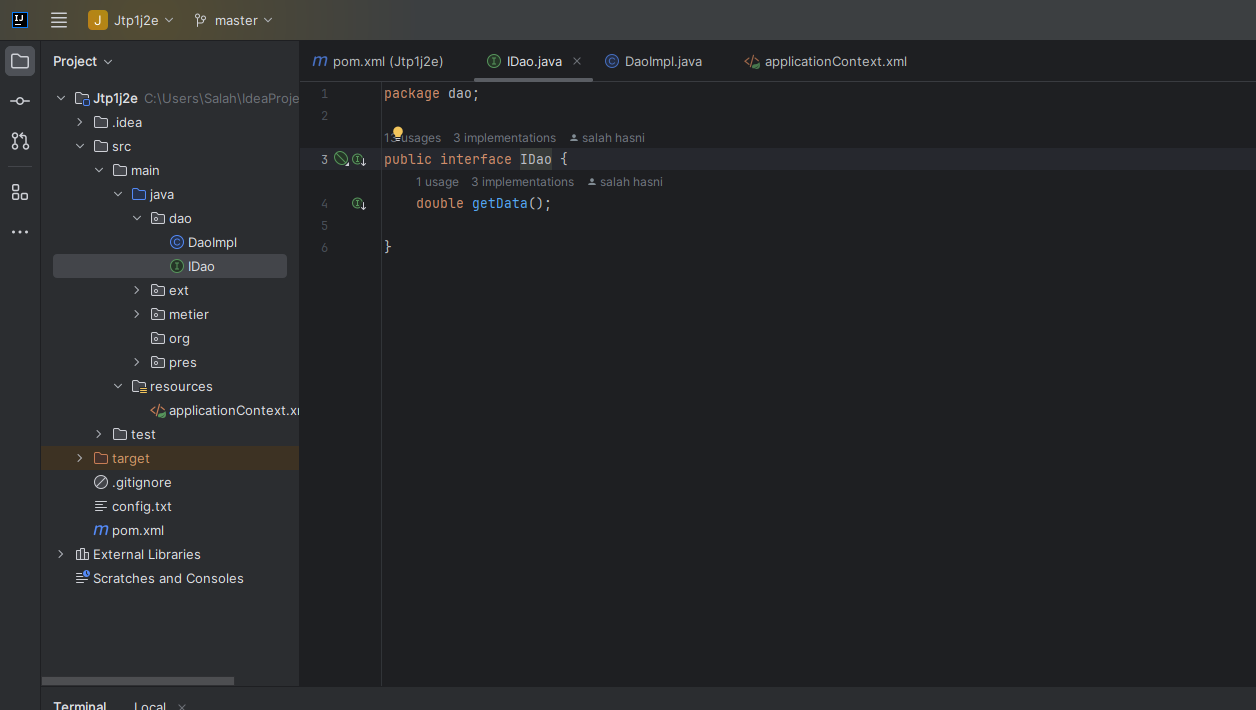 J Jtp1j2e master
Project
Jtp1j2e C:\Users\Salah\IdeaProje
.idea
src
main
java
dao
DaoImpl
IDao
ext
metier
org
pres
resources
applicationContext.x
test
target
.gitignore
config.txt
pom.xml
External Libraries
Scratches and Consoles
pom.xml (Jtp1j2e) IDao.java DaoImpl.java applicationContext.xml
1 package dao;
2
usages 3 implementations salah hasni
3 public interface IDao {
1 usage 3 implementations salah hasni
4 double getData();
5
6 }
Terminal Local